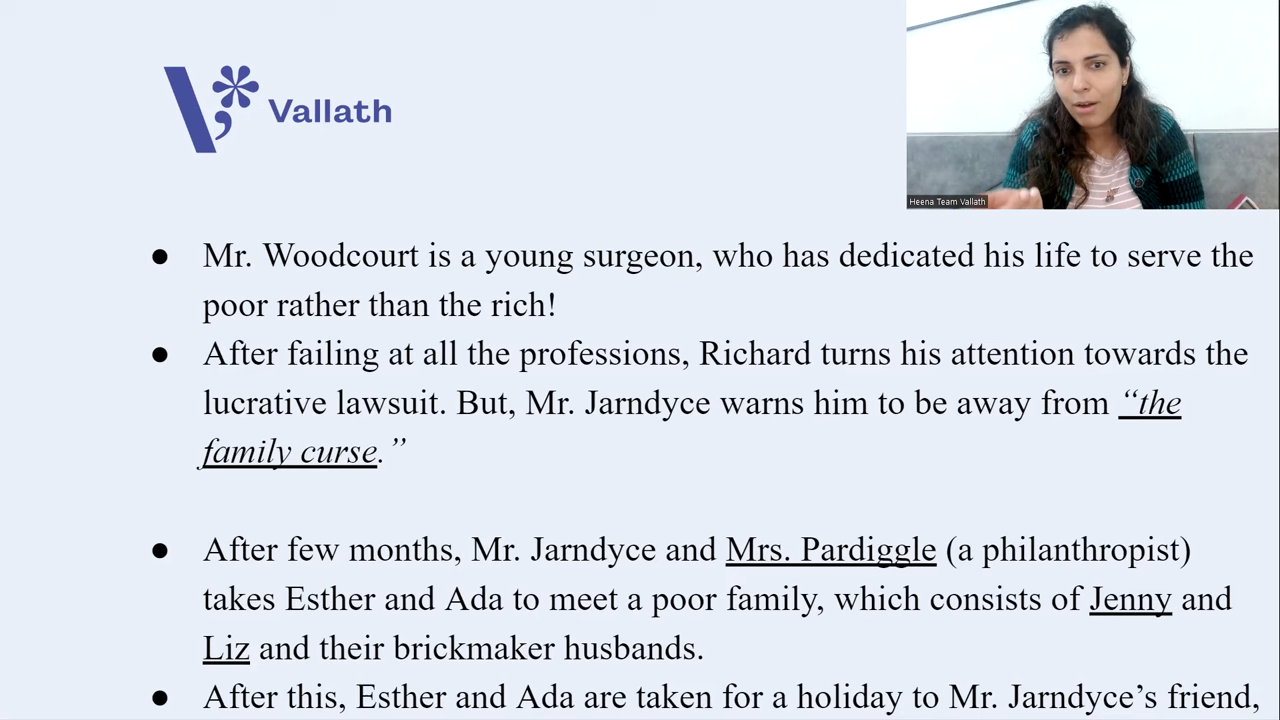 Vallath
Heena Team Vallath
● Mr. Woodcourt is a young surgeon, who has dedicated his life to serve the
poor rather than the rich!
● After failing at all the professions, Richard turns his attention towards the
lucrative lawsuit. But, Mr. Jarndyce warns him to be away from “the
family curse.”
● After few months, Mr. Jarndyce and Mrs. Pardiggle (a philanthropist)
takes Esther and Ada to meet a poor family, which consists of Jenny and
Liz and their brickmaker husbands.
● After this, Esther and Ada are taken for a holiday to Mr. Jarndyce’s friend,